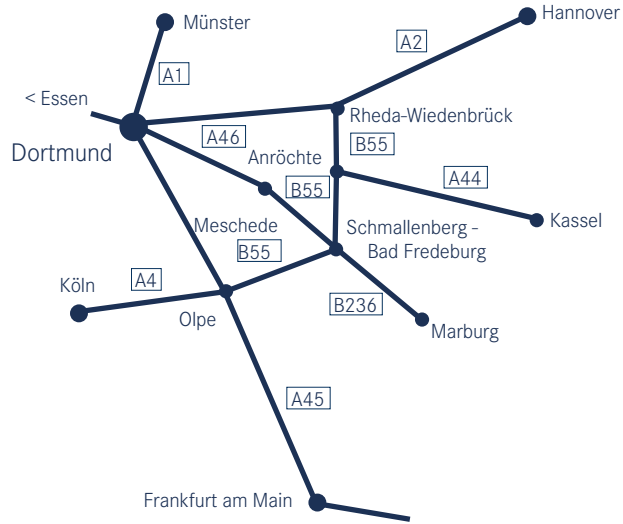 Münster
Hannover
A2
A1
< Essen
Rheda-Wiedenbrück
A46
B55
Dortmund
Anröchte
A44
B55
Kassel
Meschede
Schmallenberg -
Bad Fredeburg
B55
A4
Köln
B236
Olpe
Marburg
A45
Frankfurt am Main